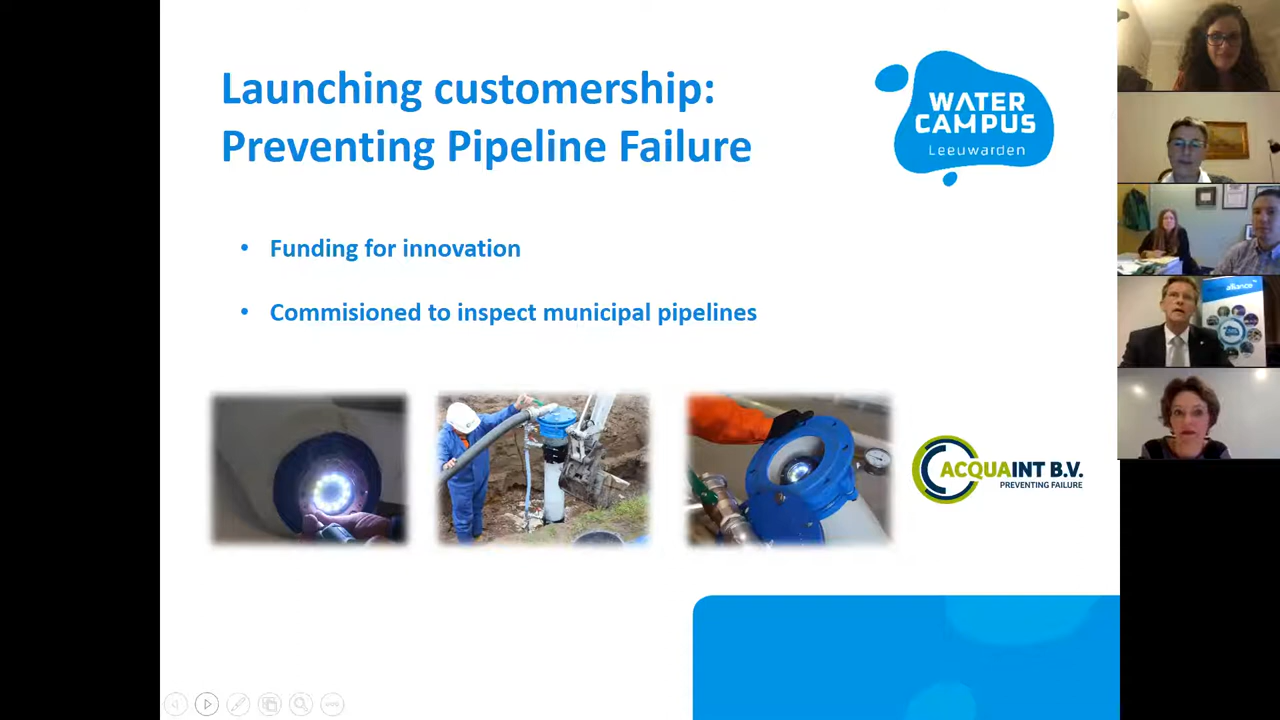 Launching customership:
Preventing Pipeline Failure
WATER
CAMPUS
Leeuwarden
• Funding for innovation
• Commisioned to inspect municipal pipelines
ACQUAINT B.V.
PREVENTING FAILURE
alliance